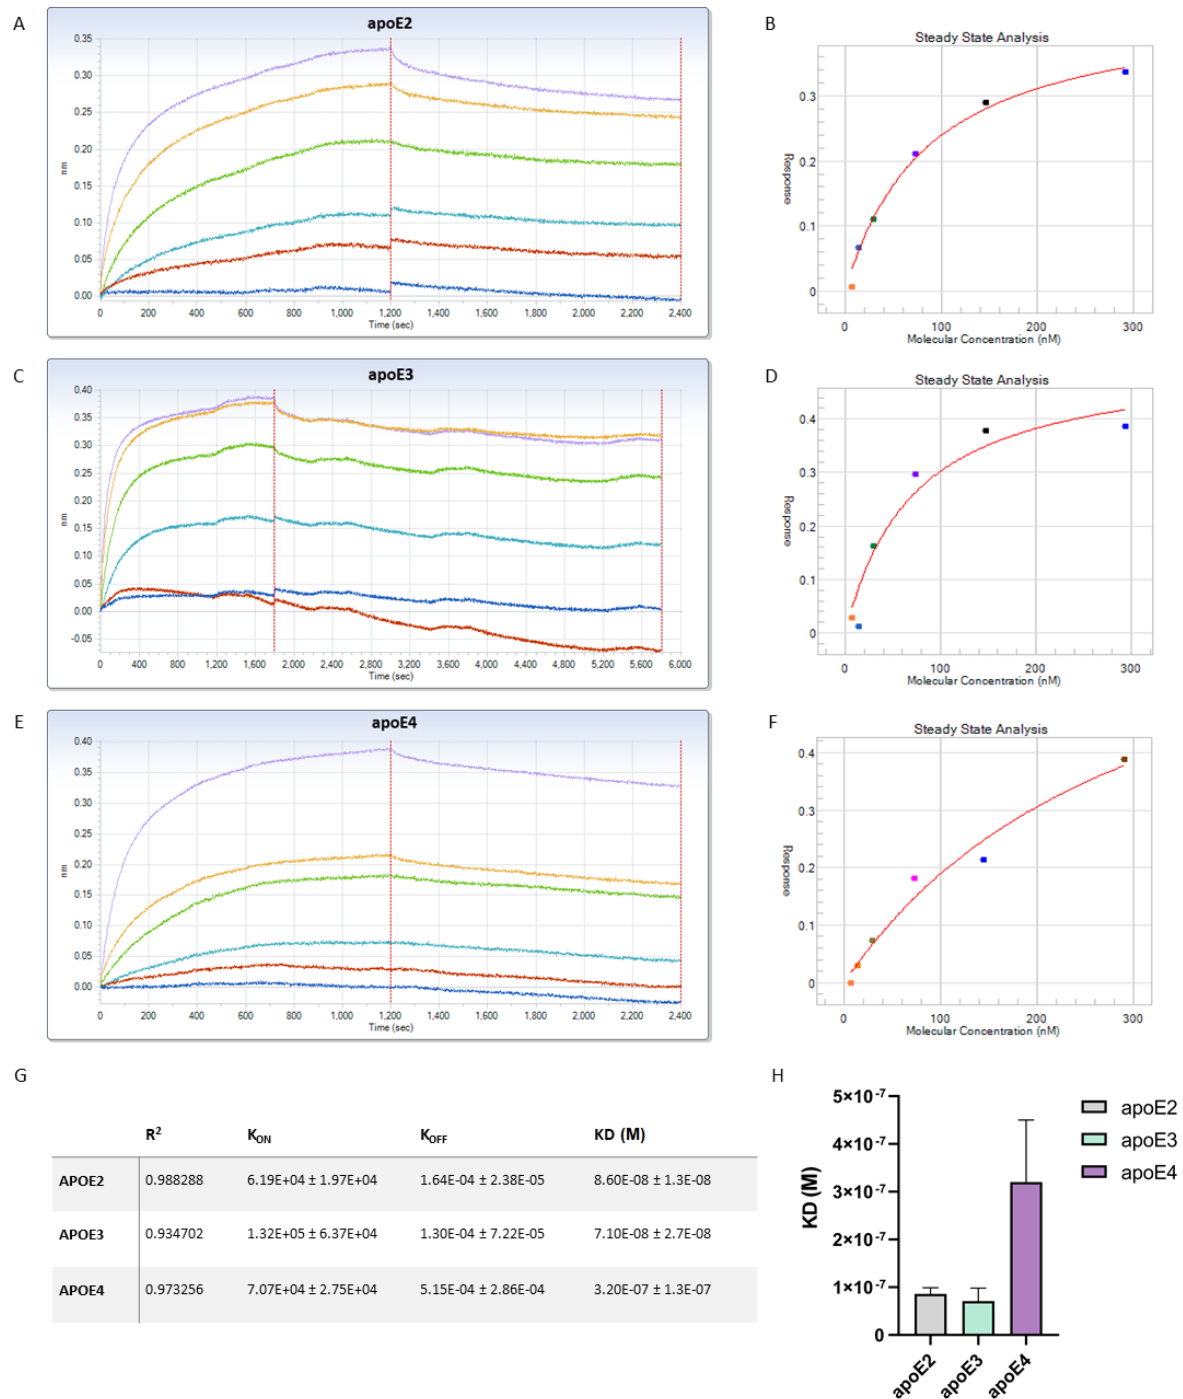 A
apoE2
0.35
0.30
0.25
0.20
0.15
0.10
0.05
0.00
nm
0 200 400 600 800 1,000 1,200 1,400 1,600 1,800 2,000 2,200 2,400
Time (sec)
B
Steady State Analysis
0.3
0.2
0.1
0
Response
0 100 200 300
Molecular Concentration (nM)
C
apoE3
0.40
0.35
0.30
0.25
0.20
0.15
0.10
0.05
0.00
-0.05
nm
0 400 800 1,200 1,600 2,000 2,400 2,800 3,200 3,600 4,000 4,400 4,800 5,200 5,600 6,000
Time (sec)
D
Steady State Analysis
0.4
0.3
0.2
0.1
0
Response
0 100 200 300
Molecular Concentration (nM)
E
apoE4
0.40
0.35
0.30
0.25
0.20
0.15
0.10
0.05
0.00
nm
0 200 400 600 800 1,000 1,200 1,400 1,600 1,800 2,000 2,200 2,400
Time (sec)
F
Steady State Analysis
0.4
0.3
0.2
0.1
0
Response
0 100 200 300
Molecular Concentration (nM)
G
R² K_ON K_OFF KD (M)
APOE2 0.988288 6.19E+04 ± 1.97E+04 1.64E-04 ± 2.38E-05 8.60E-08 ± 1.3E-08
APOE3 0.934702 1.32E+05 ± 6.37E+04 1.30E-04 ± 7.22E-05 7.10E-08 ± 2.7E-08
APOE4 0.973256 7.07E+04 ± 2.75E+04 5.15E-04 ± 2.86E-04 3.20E-07 ± 1.3E-07
H
5×10⁻⁷
4×10⁻⁷
3×10⁻⁷
2×10⁻⁷
1×10⁻⁷
0
KD (M)
apoE2 apoE3 apoE4
apoE2
apoE3
apoE4